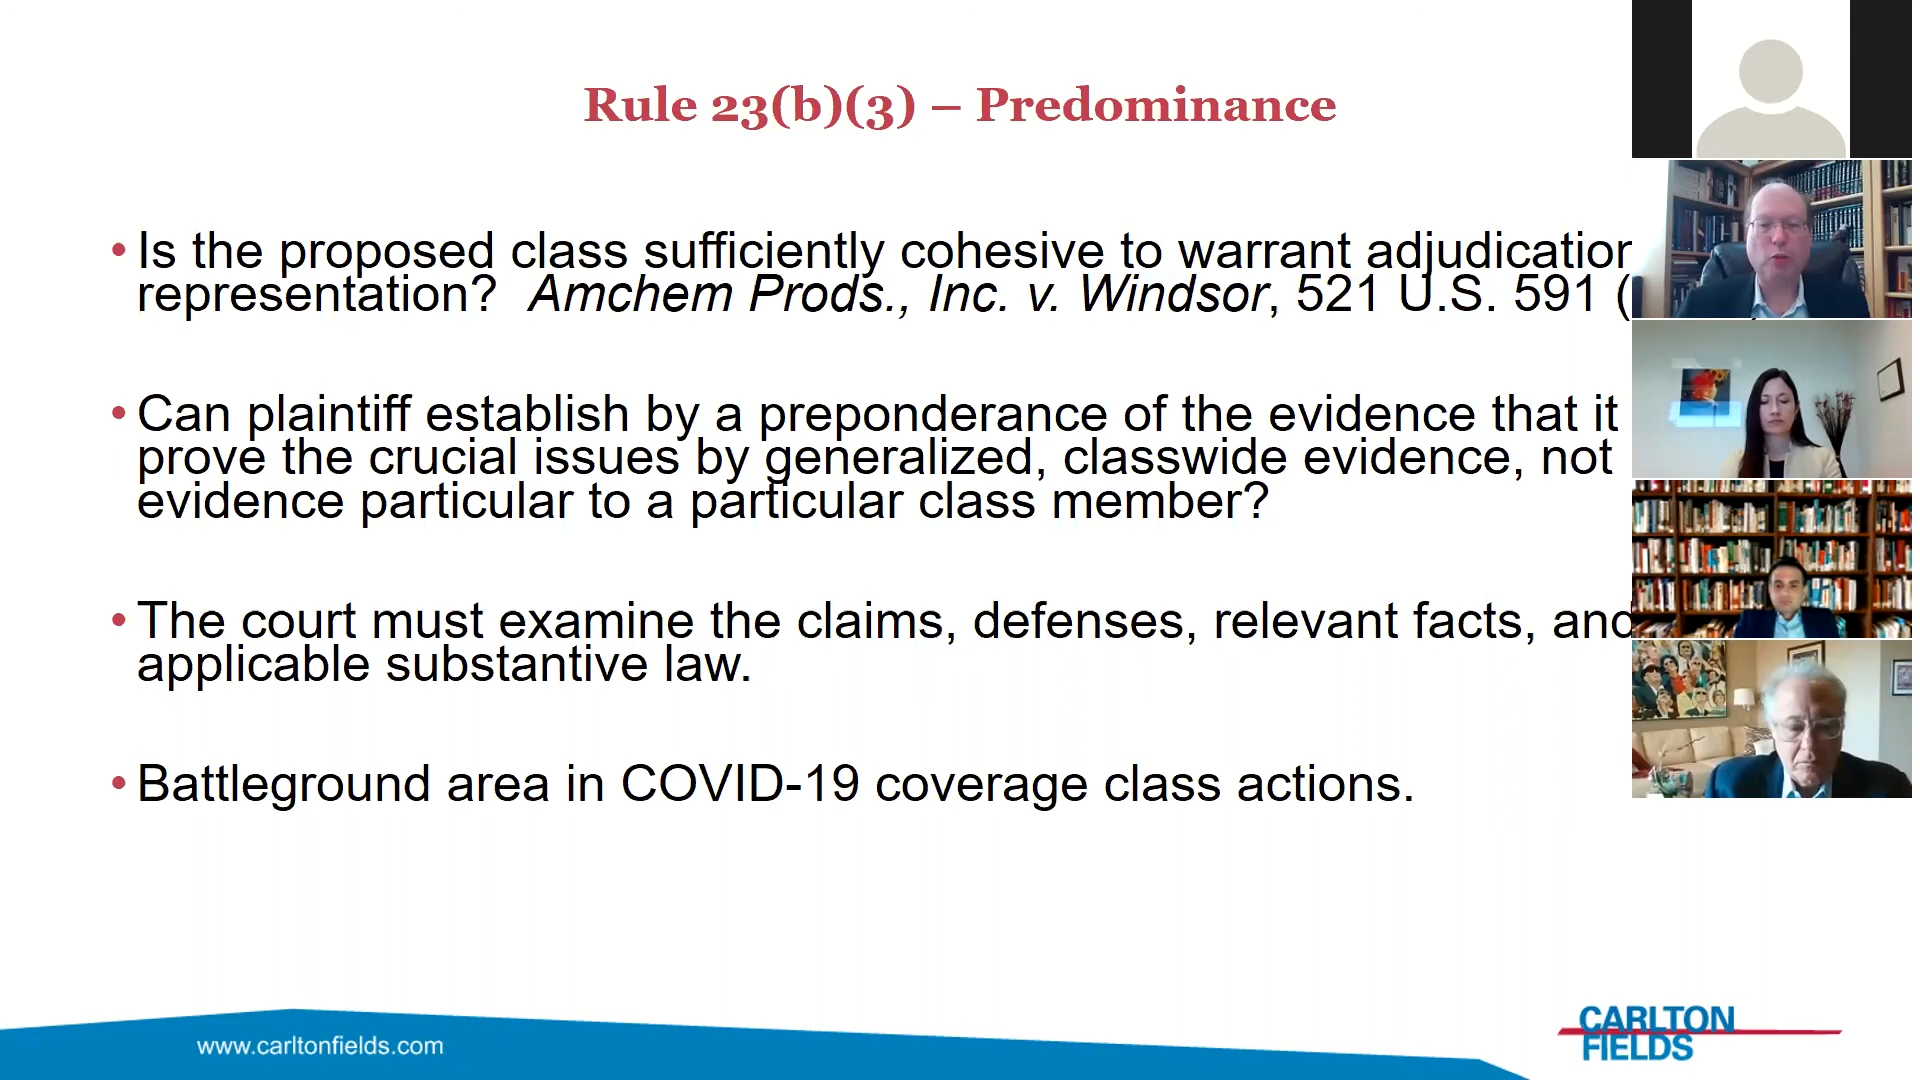 Rule 23(b)(3) – Predominance
• Is the proposed class sufficiently cohesive to warrant adjudication
representation? Amchem Prods., Inc. v. Windsor, 521 U.S. 591 (
• Can plaintiff establish by a preponderance of the evidence that it
prove the crucial issues by generalized, classwide evidence, not
evidence particular to a particular class member?
• The court must examine the claims, defenses, relevant facts, and
applicable substantive law.
• Battleground area in COVID-19 coverage class actions.
www.carltonfields.com
CARLTON
FIELDS